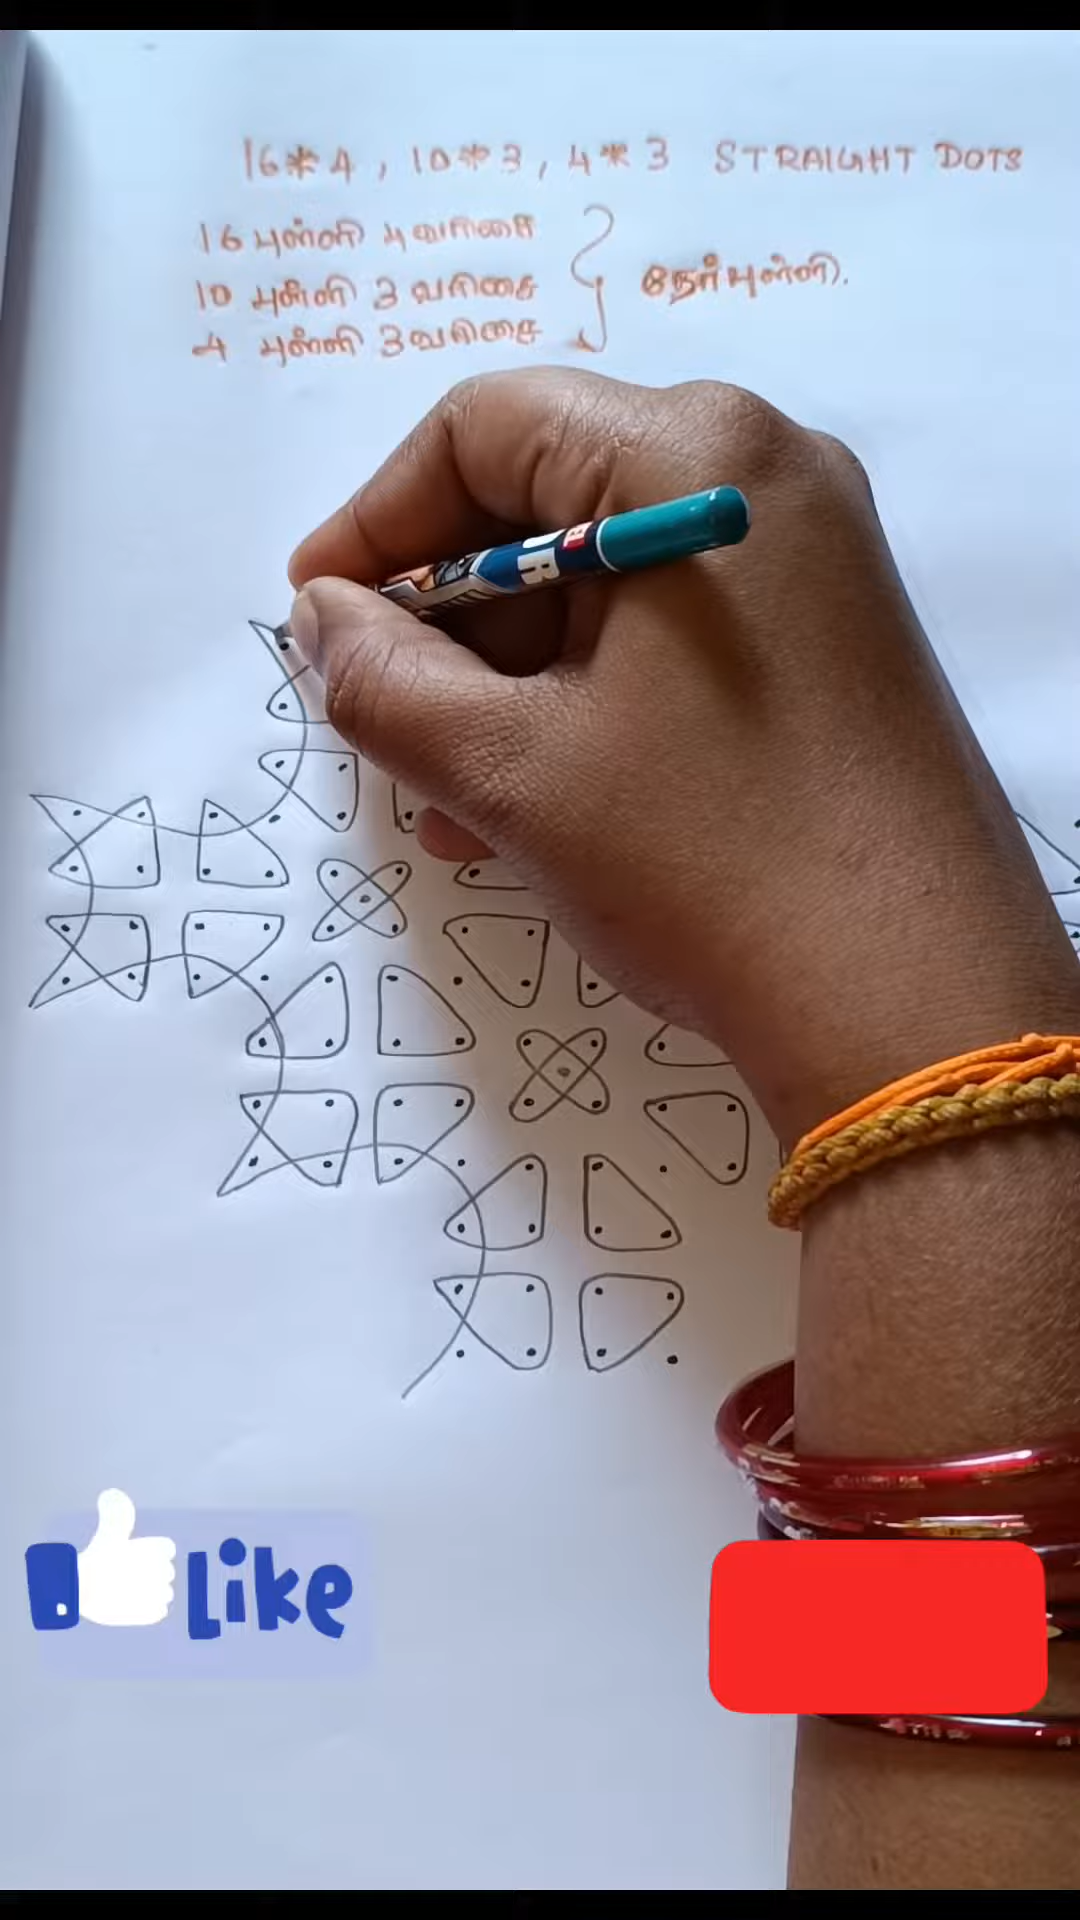 16*4, 10*3, 4*3 STRAIGHT DOTS
16 புள்ளி 4 வரிசை
10 புள்ளி 3 வரிசை
4 புள்ளி 3 வரிசை
நேர்புள்ளி.
Like